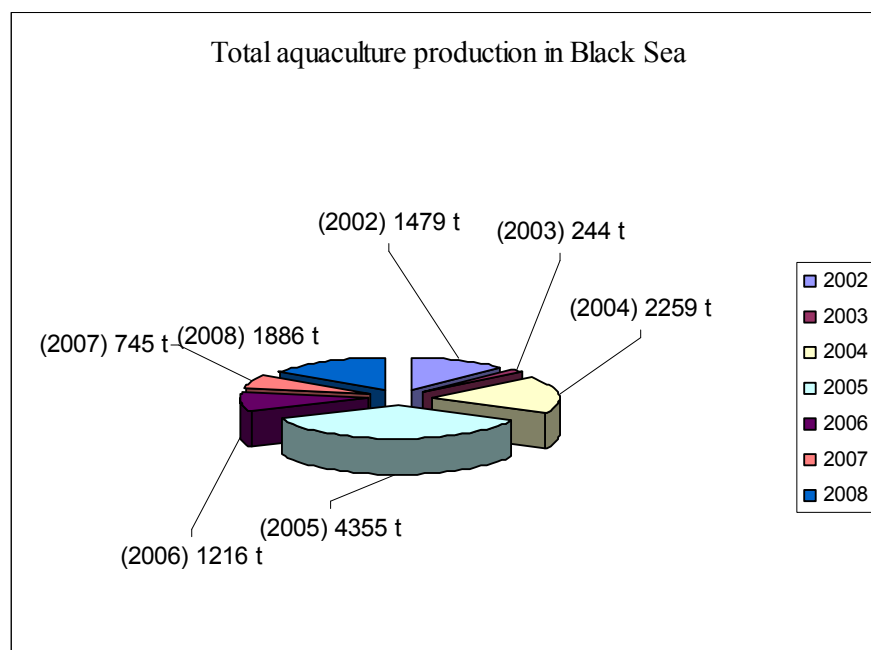 Total aquaculture production in Black Sea
(2002) 1479 t
(2003) 244 t
(2004) 2259 t
(2007) 745 t
(2008) 1886 t
(2005) 4355 t
(2006) 1216 t
2002
2003
2004
2005
2006
2007
2008